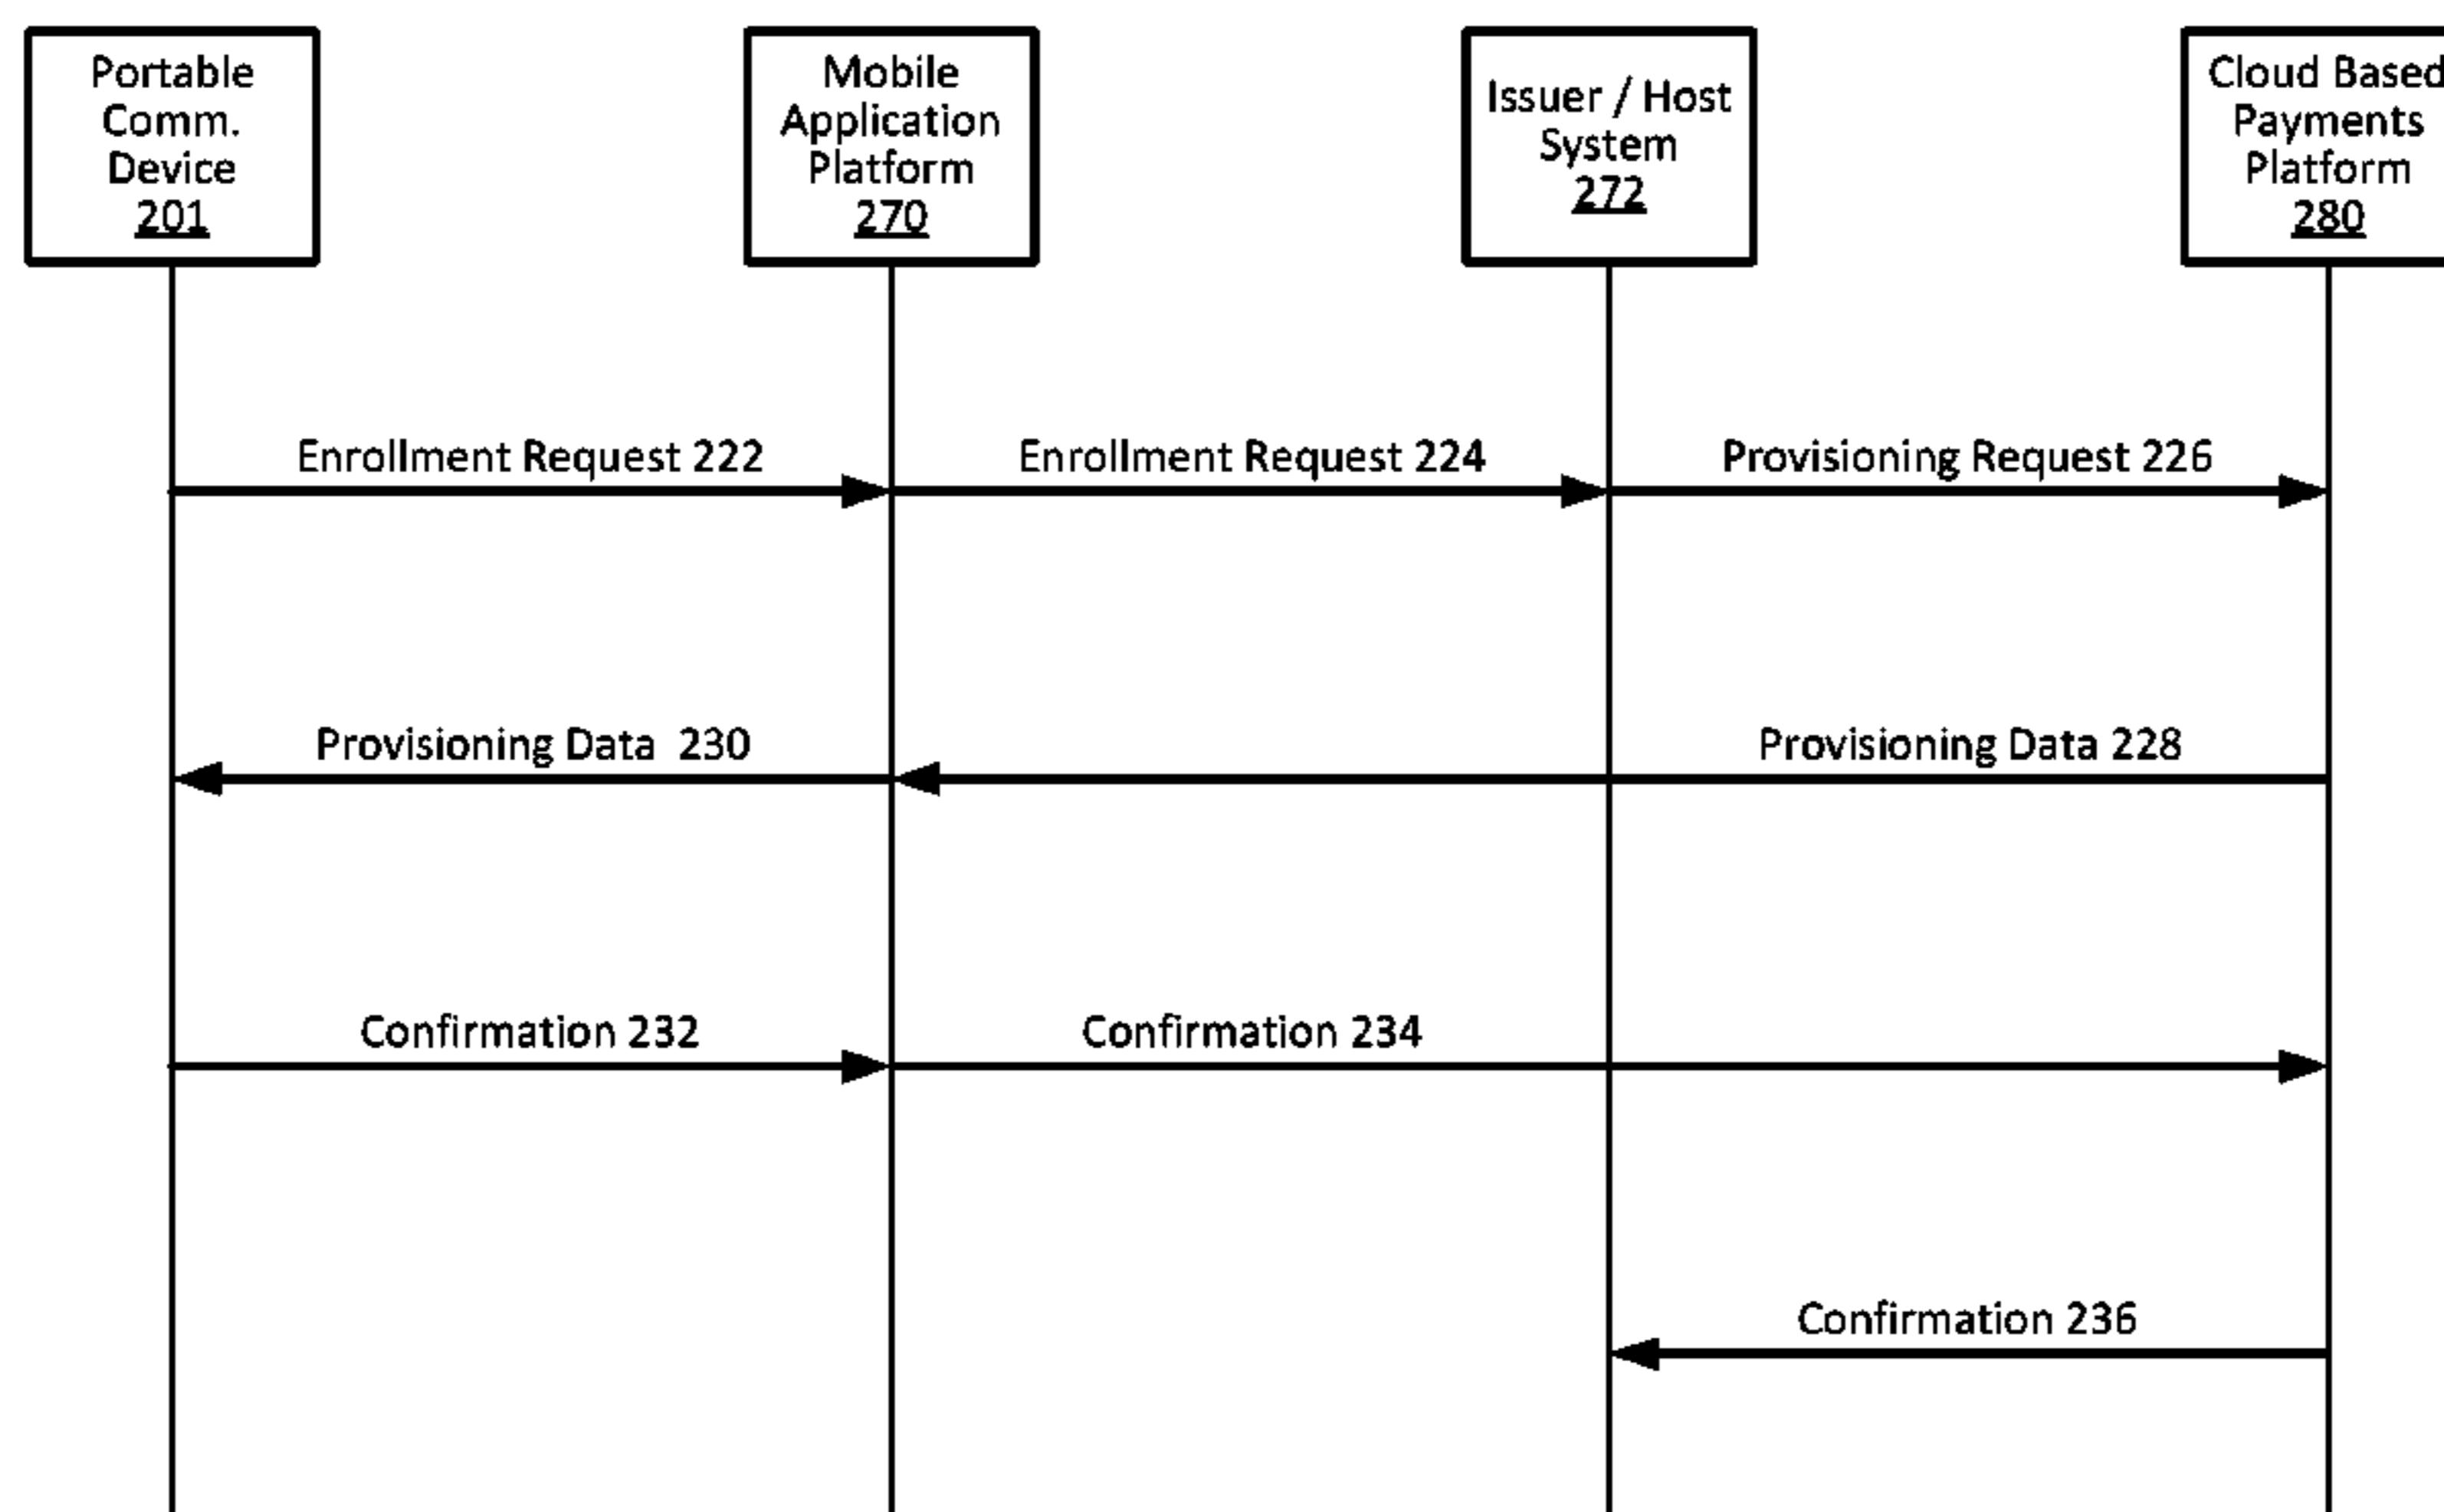 Portable
Comm.
Device
201
Mobile
Application
Platform
270
Issuer / Host
System
272
Cloud Based
Payments
Platform
280
Enrollment Request 222
Enrollment Request 224
Provisioning Request 226
Provisioning Data 230
Provisioning Data 228
Confirmation 232
Confirmation 234
Confirmation 236